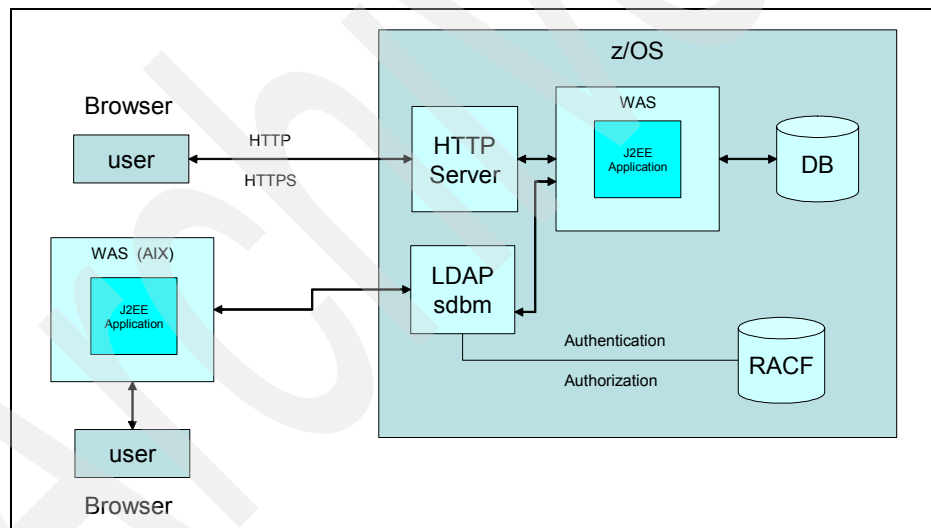 z/OS
Browser
user
HTTP
HTTPS
HTTP
Server
WAS
J2EE
Application
DB
WAS (AIX)
J2EE
Application
LDAP
sdbm
Authentication
Authorization
RACF
user
Browser